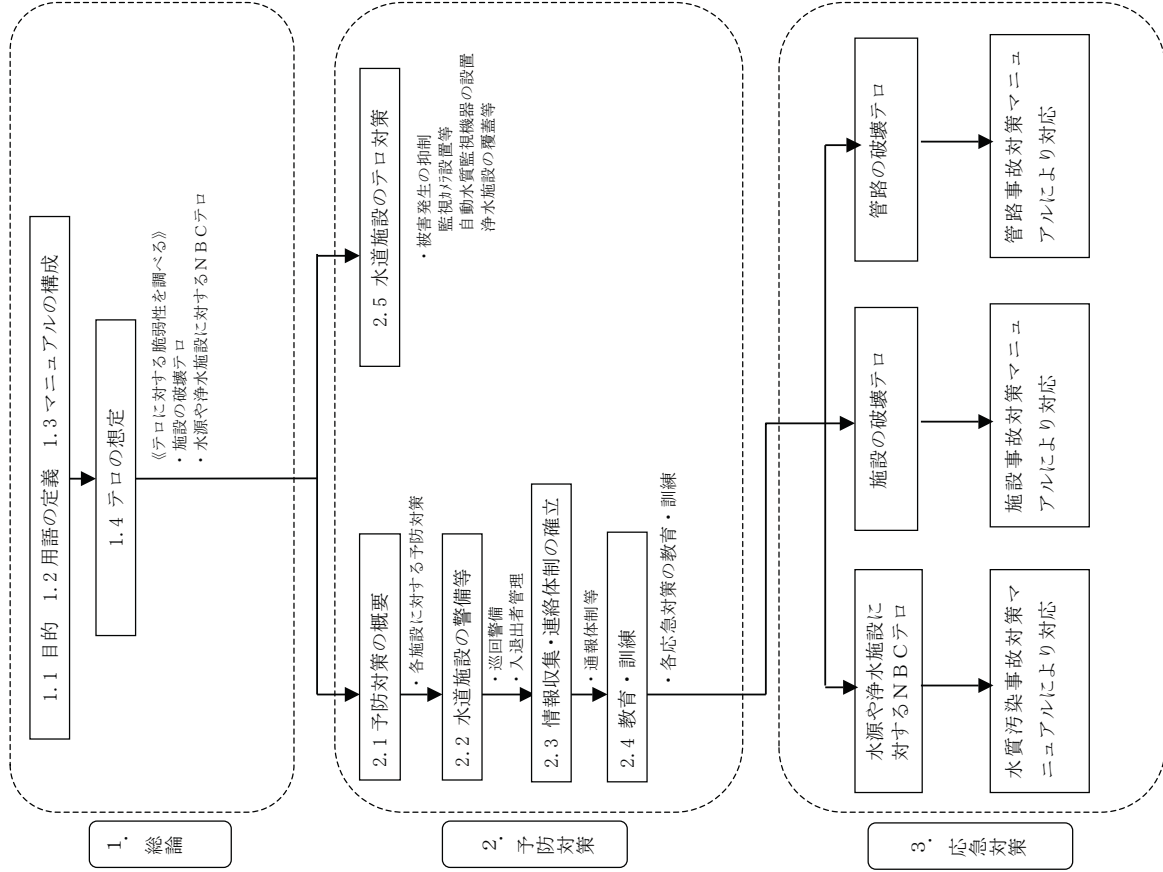 1.
総論
1.1 目的 1.2 用語の定義 1.3 マニュアルの構成
1.4 テロの想定
《テロに対する脆弱性を調べる》
・施設の破壊テロ
・水源や浄水施設に対するNBCテロ
2.
予防
対策
2.1 予防対策の概要
・各施設に対する予防対策
2.2 水道施設の警備等
・巡回警備
・入退出者管理
2.3 情報収集・連絡体制の確立
・通報体制等
2.4 教育・訓練
・各応急対策の教育・訓練
2.5 水道施設のテロ対策
・被害発生の抑制
監視ｶﾒﾗ設置等
自動水質監視機器の設置
浄水施設の覆蓋等
3.
応急
対策
水源や浄水施設に
対するNBCテロ
水質汚染事故対策マ
ニュアルにより対応
施設の破壊テロ
施設事故対策マニュ
アルにより対応
管路の破壊テロ
管路事故対策マニュ
アルにより対応